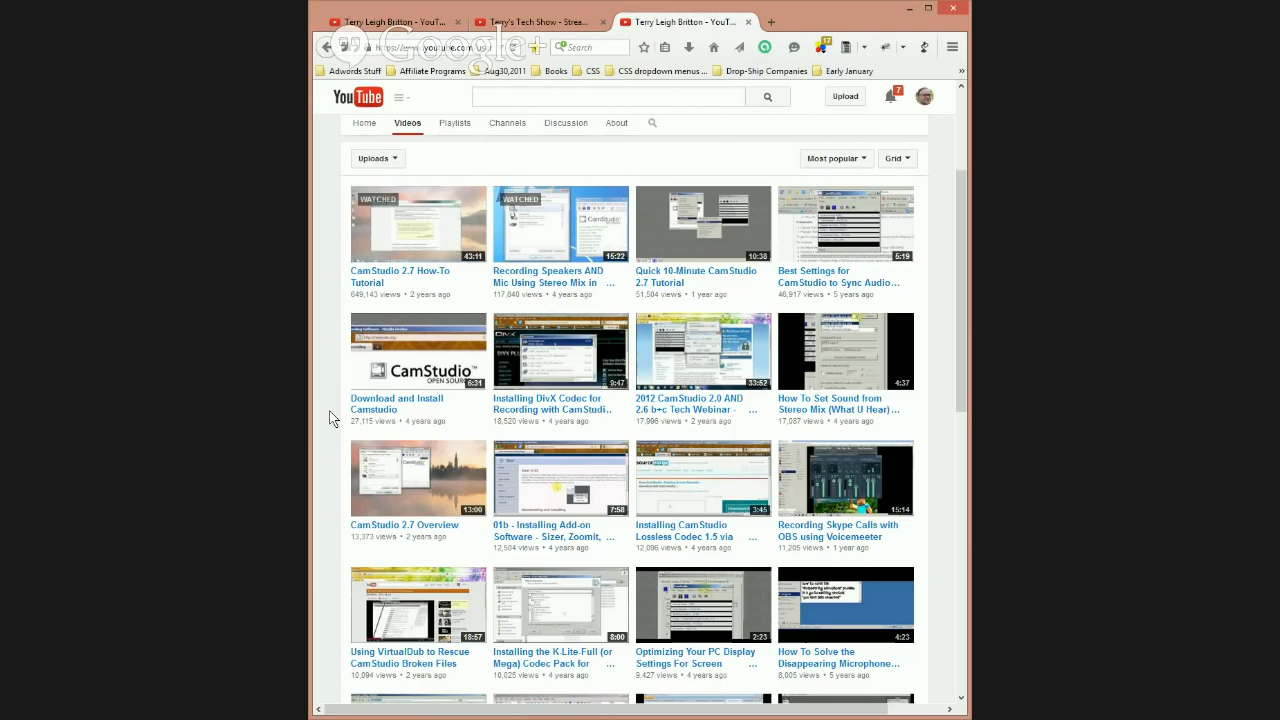 Terry Leigh Britton - YouT...
Terry's Tech Show - Strea...
Terry Leigh Britton - YouT...
Google+
Search
17
Adwords Stuff
Affiliate Programs
Aug30,2011
Books
CSS
CSS dropdown menus ...
Drop-Ship Companies
Early January
YouTube
Upload
7
Home
Videos
Playlists
Channels
Discussion
About
Uploads
Most popular
Grid
WATCHED
43:11
WATCHED
15:22
10:38
5:19
CamStudio 2.7 How-To
Tutorial
649,143 views • 2 years ago
Recording Speakers AND
Mic Using Stereo Mix in ...
117,840 views • 4 years ago
Quick 10-Minute CamStudio
2.7 Tutorial
51,504 views • 1 year ago
Best Settings for
CamStudio to Sync Audio...
46,917 views • 5 years ago
CamStudio
OPEN SOURCE
6:31
9:47
33:52
4:37
Download and Install
Camstudio
27,115 views • 4 years ago
Installing DivX Codec for
Recording with CamStudi..
18,520 views • 4 years ago
2012 CamStudio 2.0 AND
2.6 b+c Tech Webinar - ...
17,996 views • 2 years ago
How To Set Sound from
Stereo Mix (What U Hear)...
17,087 views • 4 years ago
13:00
7:58
3:45
15:14
CamStudio 2.7 Overview
13,373 views • 2 years ago
01b - Installing Add-on
Software - Sizer, Zoomit, ...
12,504 views • 4 years ago
Installing CamStudio
Lossless Codec 1.5 via ...
12,096 views • 4 years ago
Recording Skype Calls with
OBS using Voicemeeter
11,205 views • 1 year ago
18:57
8:00
2:23
4:23
Using VirtualDub to Rescue
CamStudio Broken Files
10,094 views • 2 years ago
Installing the K-Lite-Full (or
Mega) Codec Pack for ...
10,025 views • 4 years ago
Optimizing Your PC Display
Settings For Screen ...
9,427 views • 4 years ago
How To Solve the
Disappearing Microphone...
8,005 views • 5 years ago